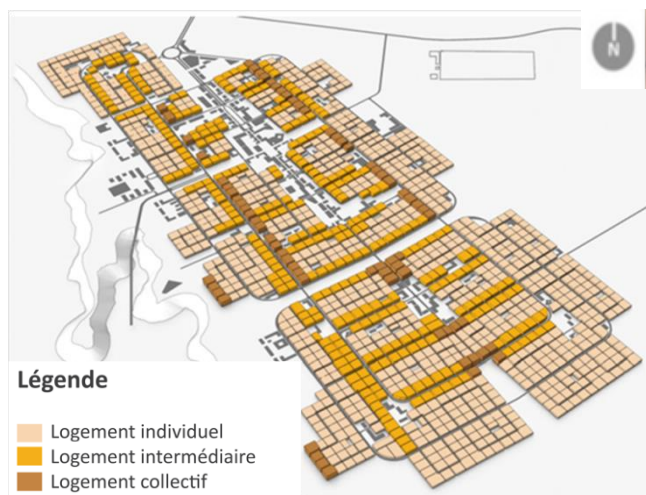 N
Légende
Logement individuel
Logement intermédiaire
Logement collectif